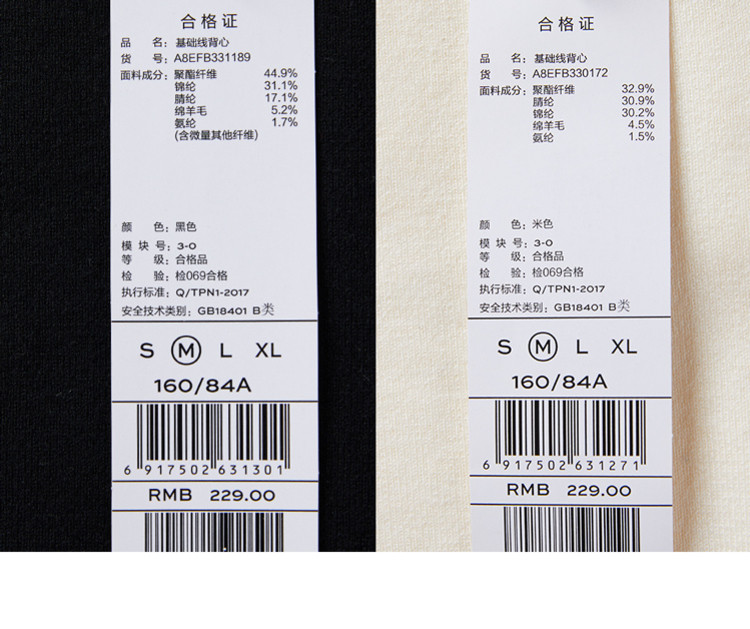 合格证
品 名：基础线背心
货 号：A8EFB331189
面料成分：聚酯纤维 44.9%
锦纶 31.1%
腈纶 17.1%
绵羊毛 5.2%
氨纶 1.7%
(含微量其他纤维)
颜 色：黑色
模 块 号：3-0
等 级：合格品
检 验：检069合格
执行标准：Q/TPN1-2017
安全技术类别：GB18401 B类
S M L XL
160/84A
6 917502 631301
RMB 229.00
合格证
品 名：基础线背心
货 号：A8EFB330172
面料成分：聚酯纤维 32.9%
腈纶 30.9%
锦纶 30.2%
绵羊毛 4.5%
氨纶 1.5%
颜 色：米色
模 块 号：3-0
等 级：合格品
检 验：检069合格
执行标准：Q/TPN1-2017
安全技术类别：GB18401 B类
S M L XL
160/84A
6 917502 631271
RMB 229.00